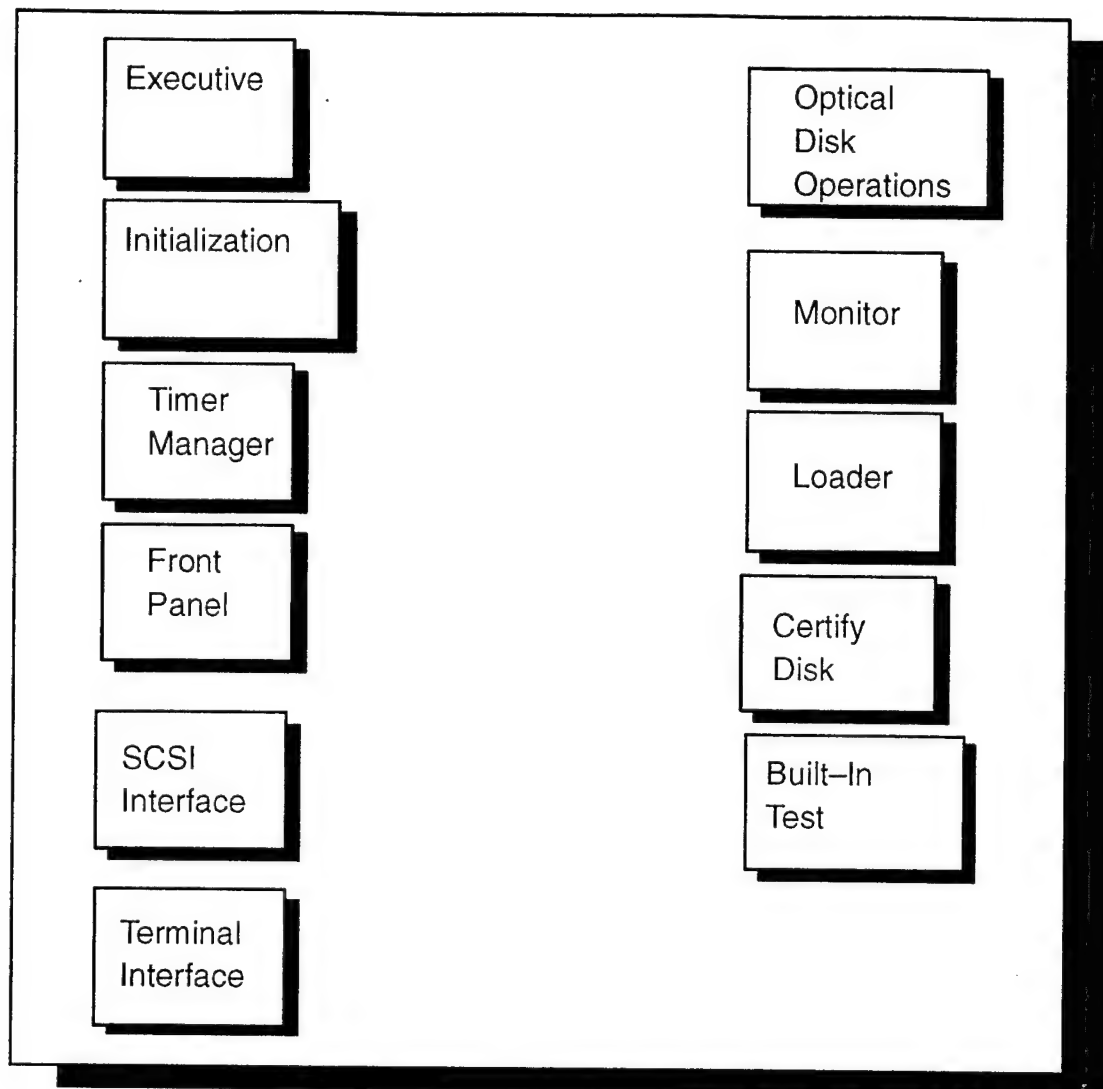 Executive
Initialization
Timer
Manager
Front
Panel
SCSI
Interface
Terminal
Interface
Optical
Disk
Operations
Monitor
Loader
Certify
Disk
Built–In
Test